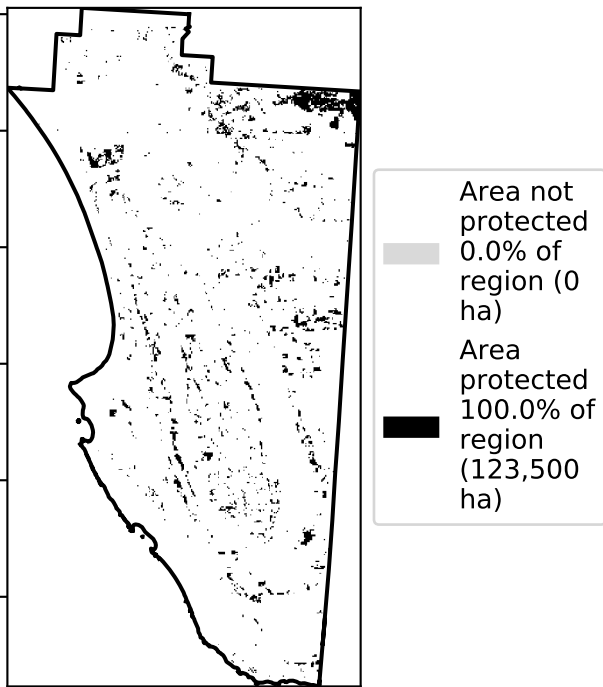 Area not
protected
0.0% of
region (0
ha)
Area
protected
100.0% of
region
(123,500
ha)